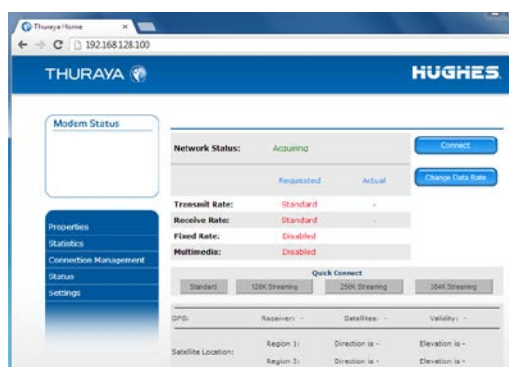 Thuraya Home
192.168.128.100
THURAYA HUGHES
Modem Status
Network Status: Acquiring Connect
Requested Actual Change Data Rate
Transmit Rate: Standard -
Receive Rate: Standard -
Fixed Rate: Disabled
Multimedia: Disabled
Properties
Statistics
Connection Management
Status
Settings
Quick Connect
Standard 128K Streaming 256K Streaming 384K Streaming
GPS: Receiver: - Satellites: - Validity: -
Satellite Location: Region 1: Direction is - Elevation is -
Region 2: Direction is - Elevation is -